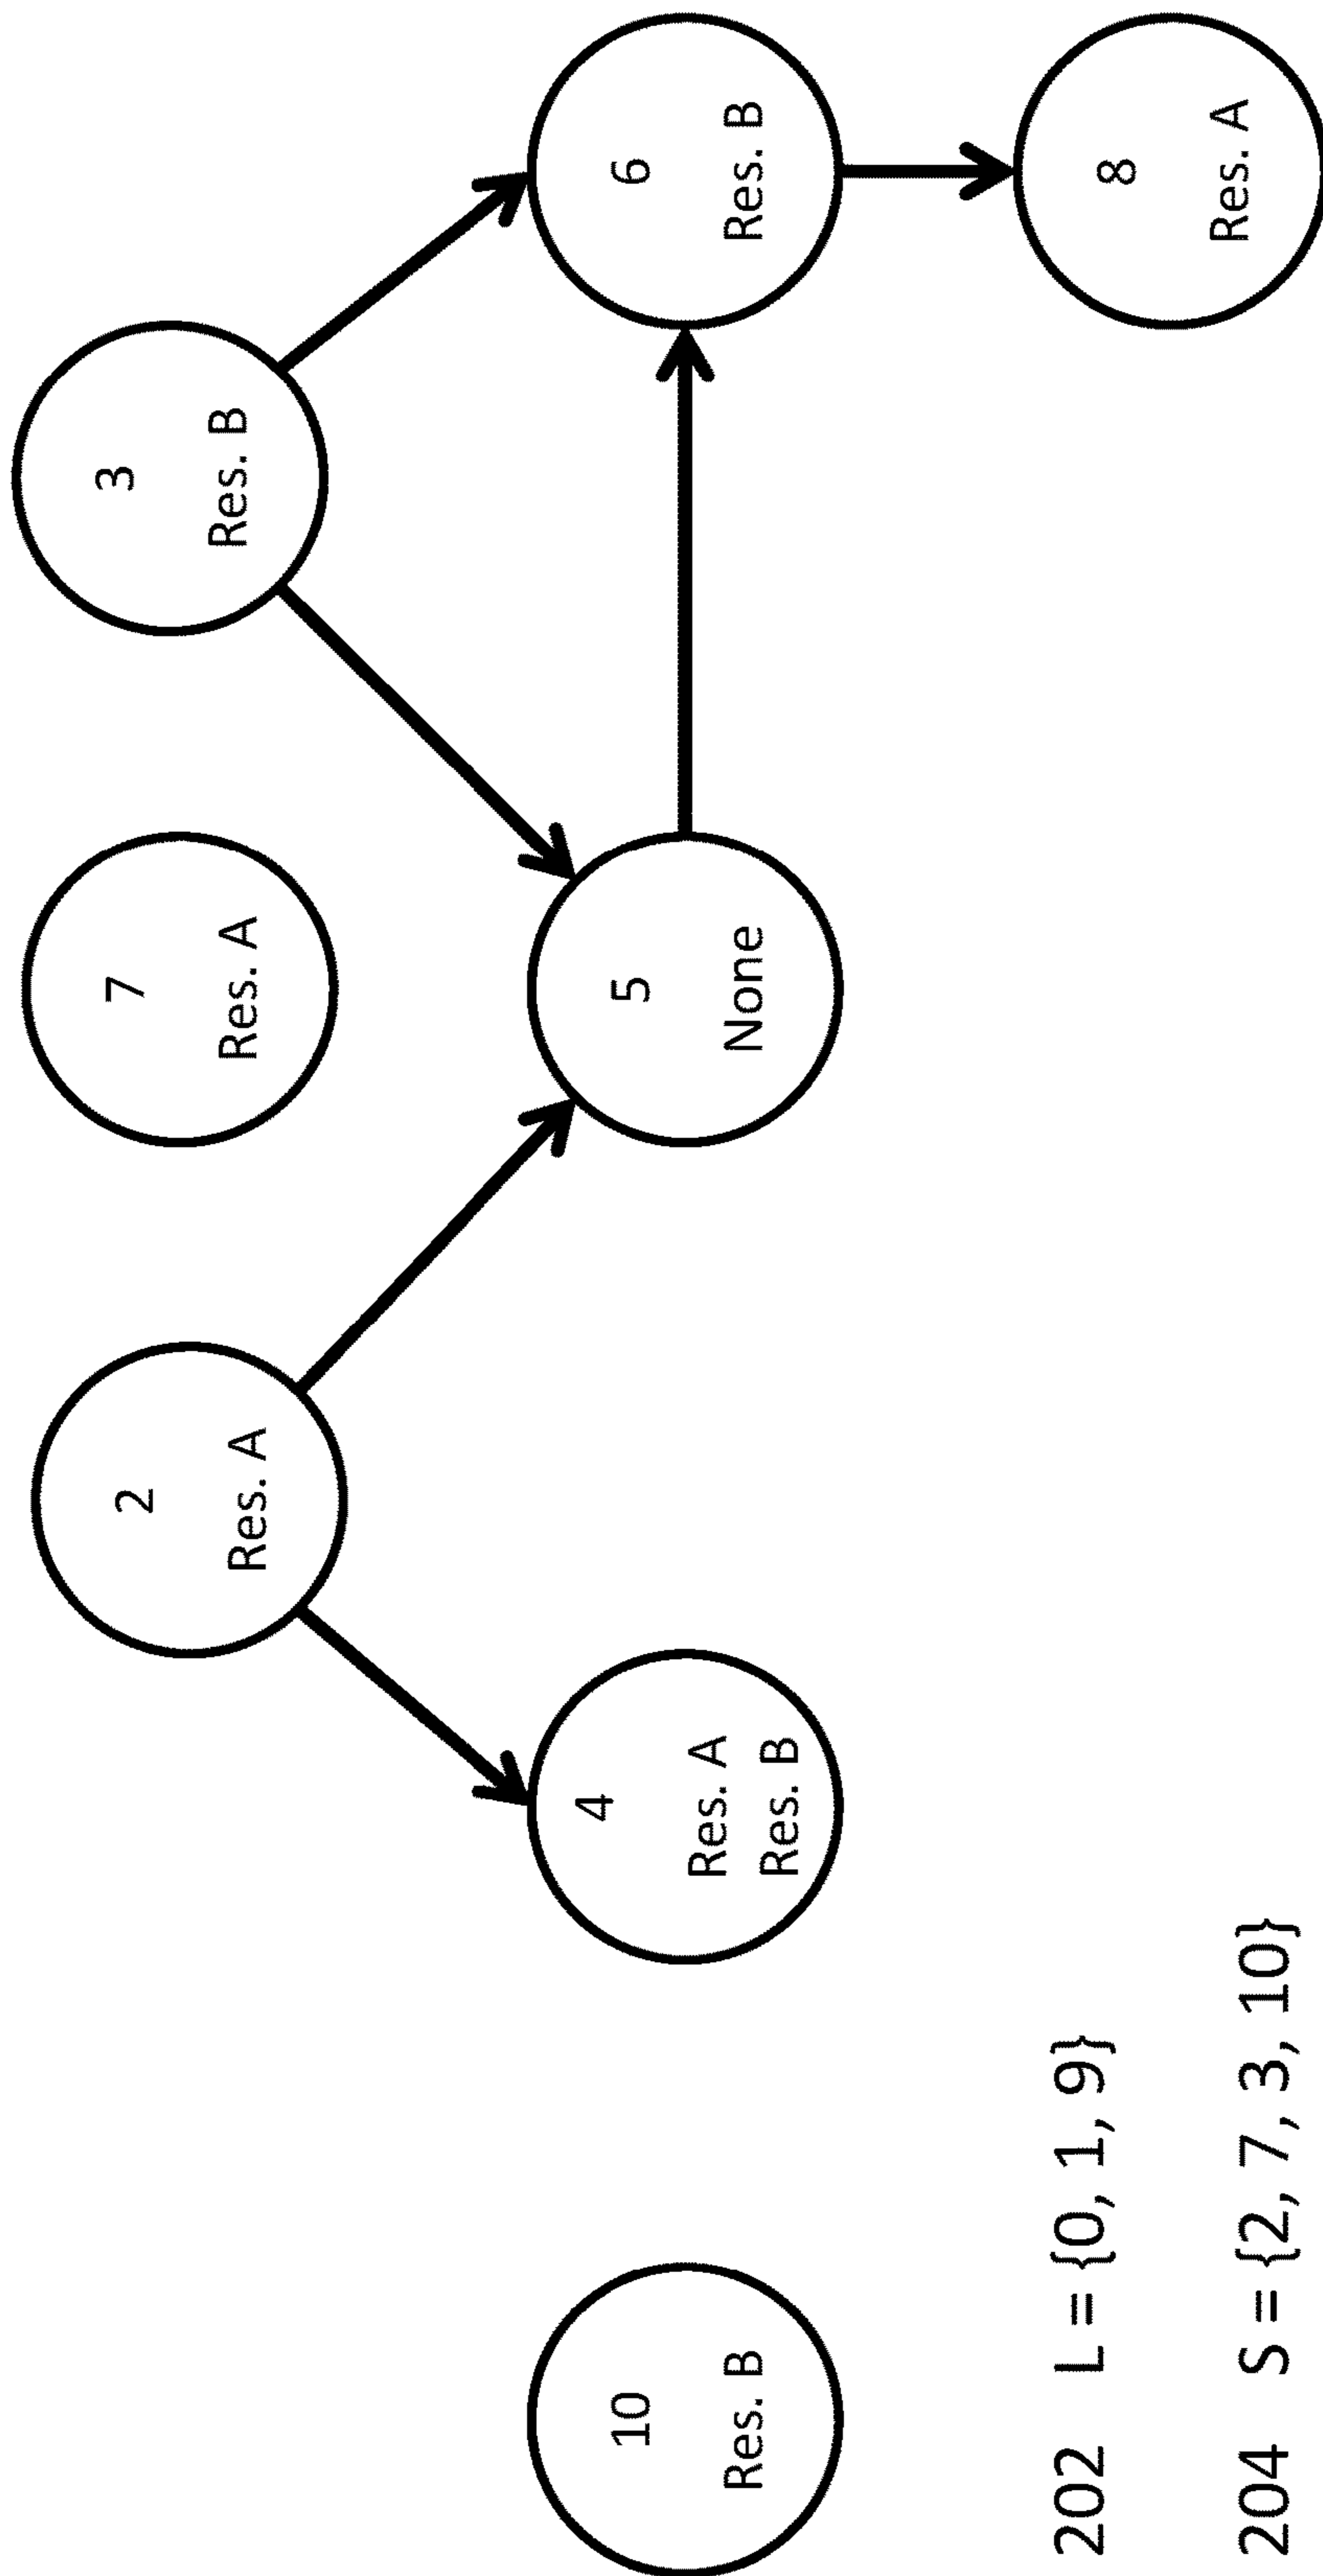 2
Res. A
7
Res. A
3
Res. B
10
Res. B
4
Res. A
Res. B
5
None
6
Res. B
8
Res. A
202 L = {0, 1, 9}
204 S = {2, 7, 3, 10}